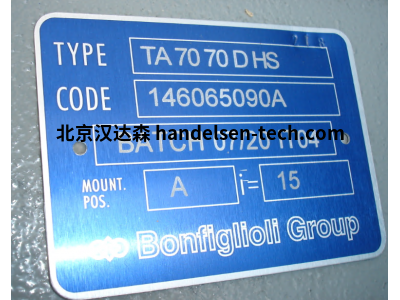 TYPE TA 70 70 D HS
CODE 146065090A
北京汉达森 handelsen-tech.com
BATCH 07/20 1104
MOUNT. POS. A i= 15
Bonfiglioli Group